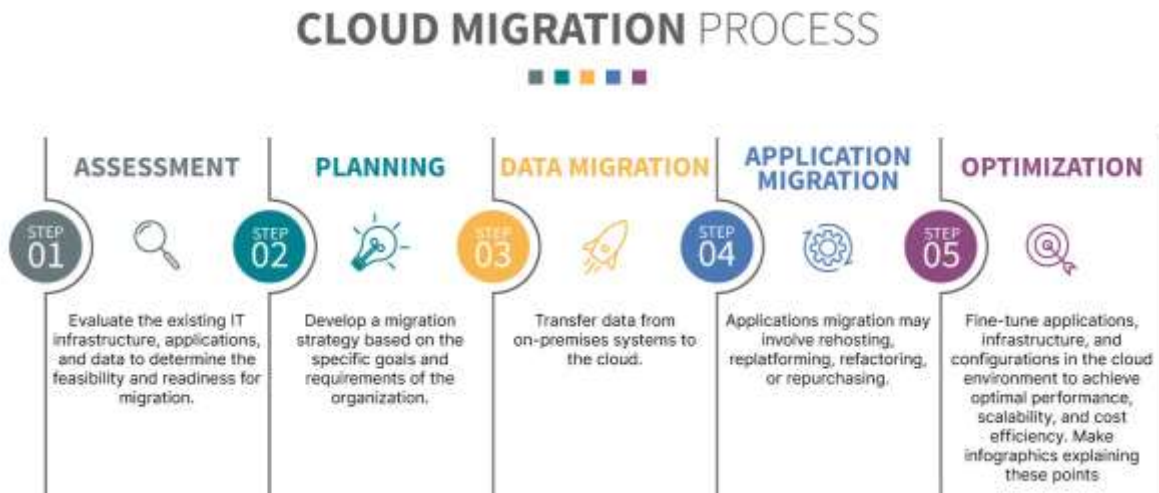 CLOUD MIGRATION PROCESS
ASSESSMENT
STEP
01
Evaluate the existing IT
infrastructure, applications,
and data to determine the
feasibility and readiness for
migration.
PLANNING
STEP
02
Develop a migration
strategy based on the
specific goals and
requirements of the
organization.
DATA MIGRATION
STEP
03
Transfer data from
on-premises systems to
the cloud.
APPLICATION
MIGRATION
STEP
04
Applications migration may
involve rehosting,
replatforming, refactoring,
or repurchasing.
OPTIMIZATION
STEP
05
Fine-tune applications,
infrastructure, and
configurations in the cloud
environment to achieve
optimal performance,
scalability, and cost
efficiency. Make
infographics explaining
these points